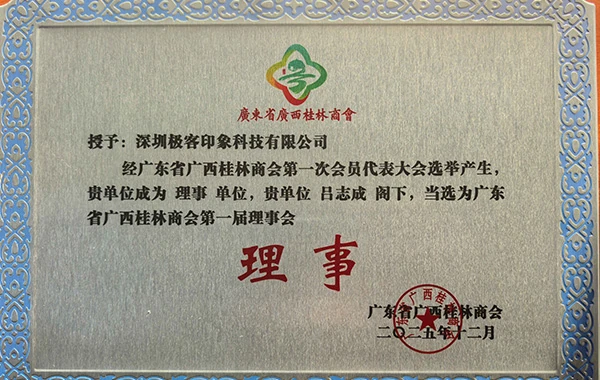 廣東省廣西桂林商會
授予：深圳极客印象科技有限公司
经广东省广西桂林商会第一次会员代表大会选举产生，
贵单位成为 理事 单位，贵单位 吕志成 阁下，当选为广东
省广西桂林商会第一届理事会
理事
广东省广西桂林商会
二〇二五年十二月